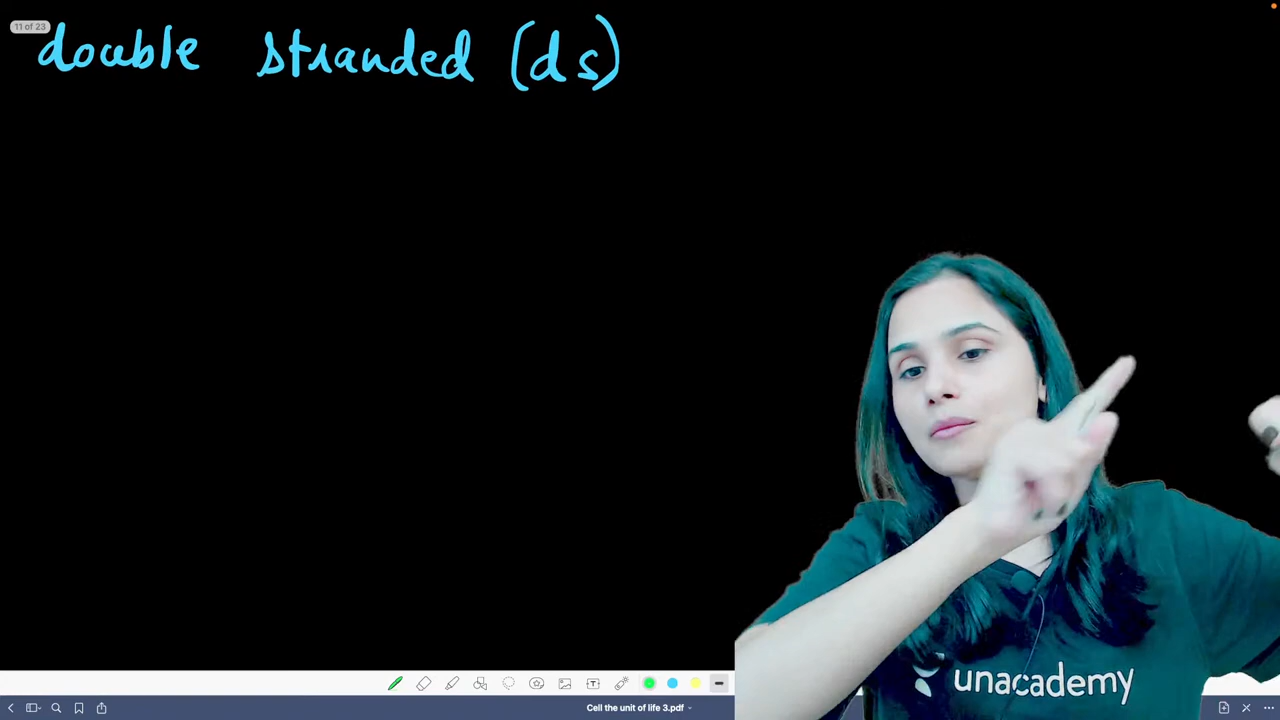 11 of 23
double stranded (ds)
unacademy
Cell the unit of life 3.pdf